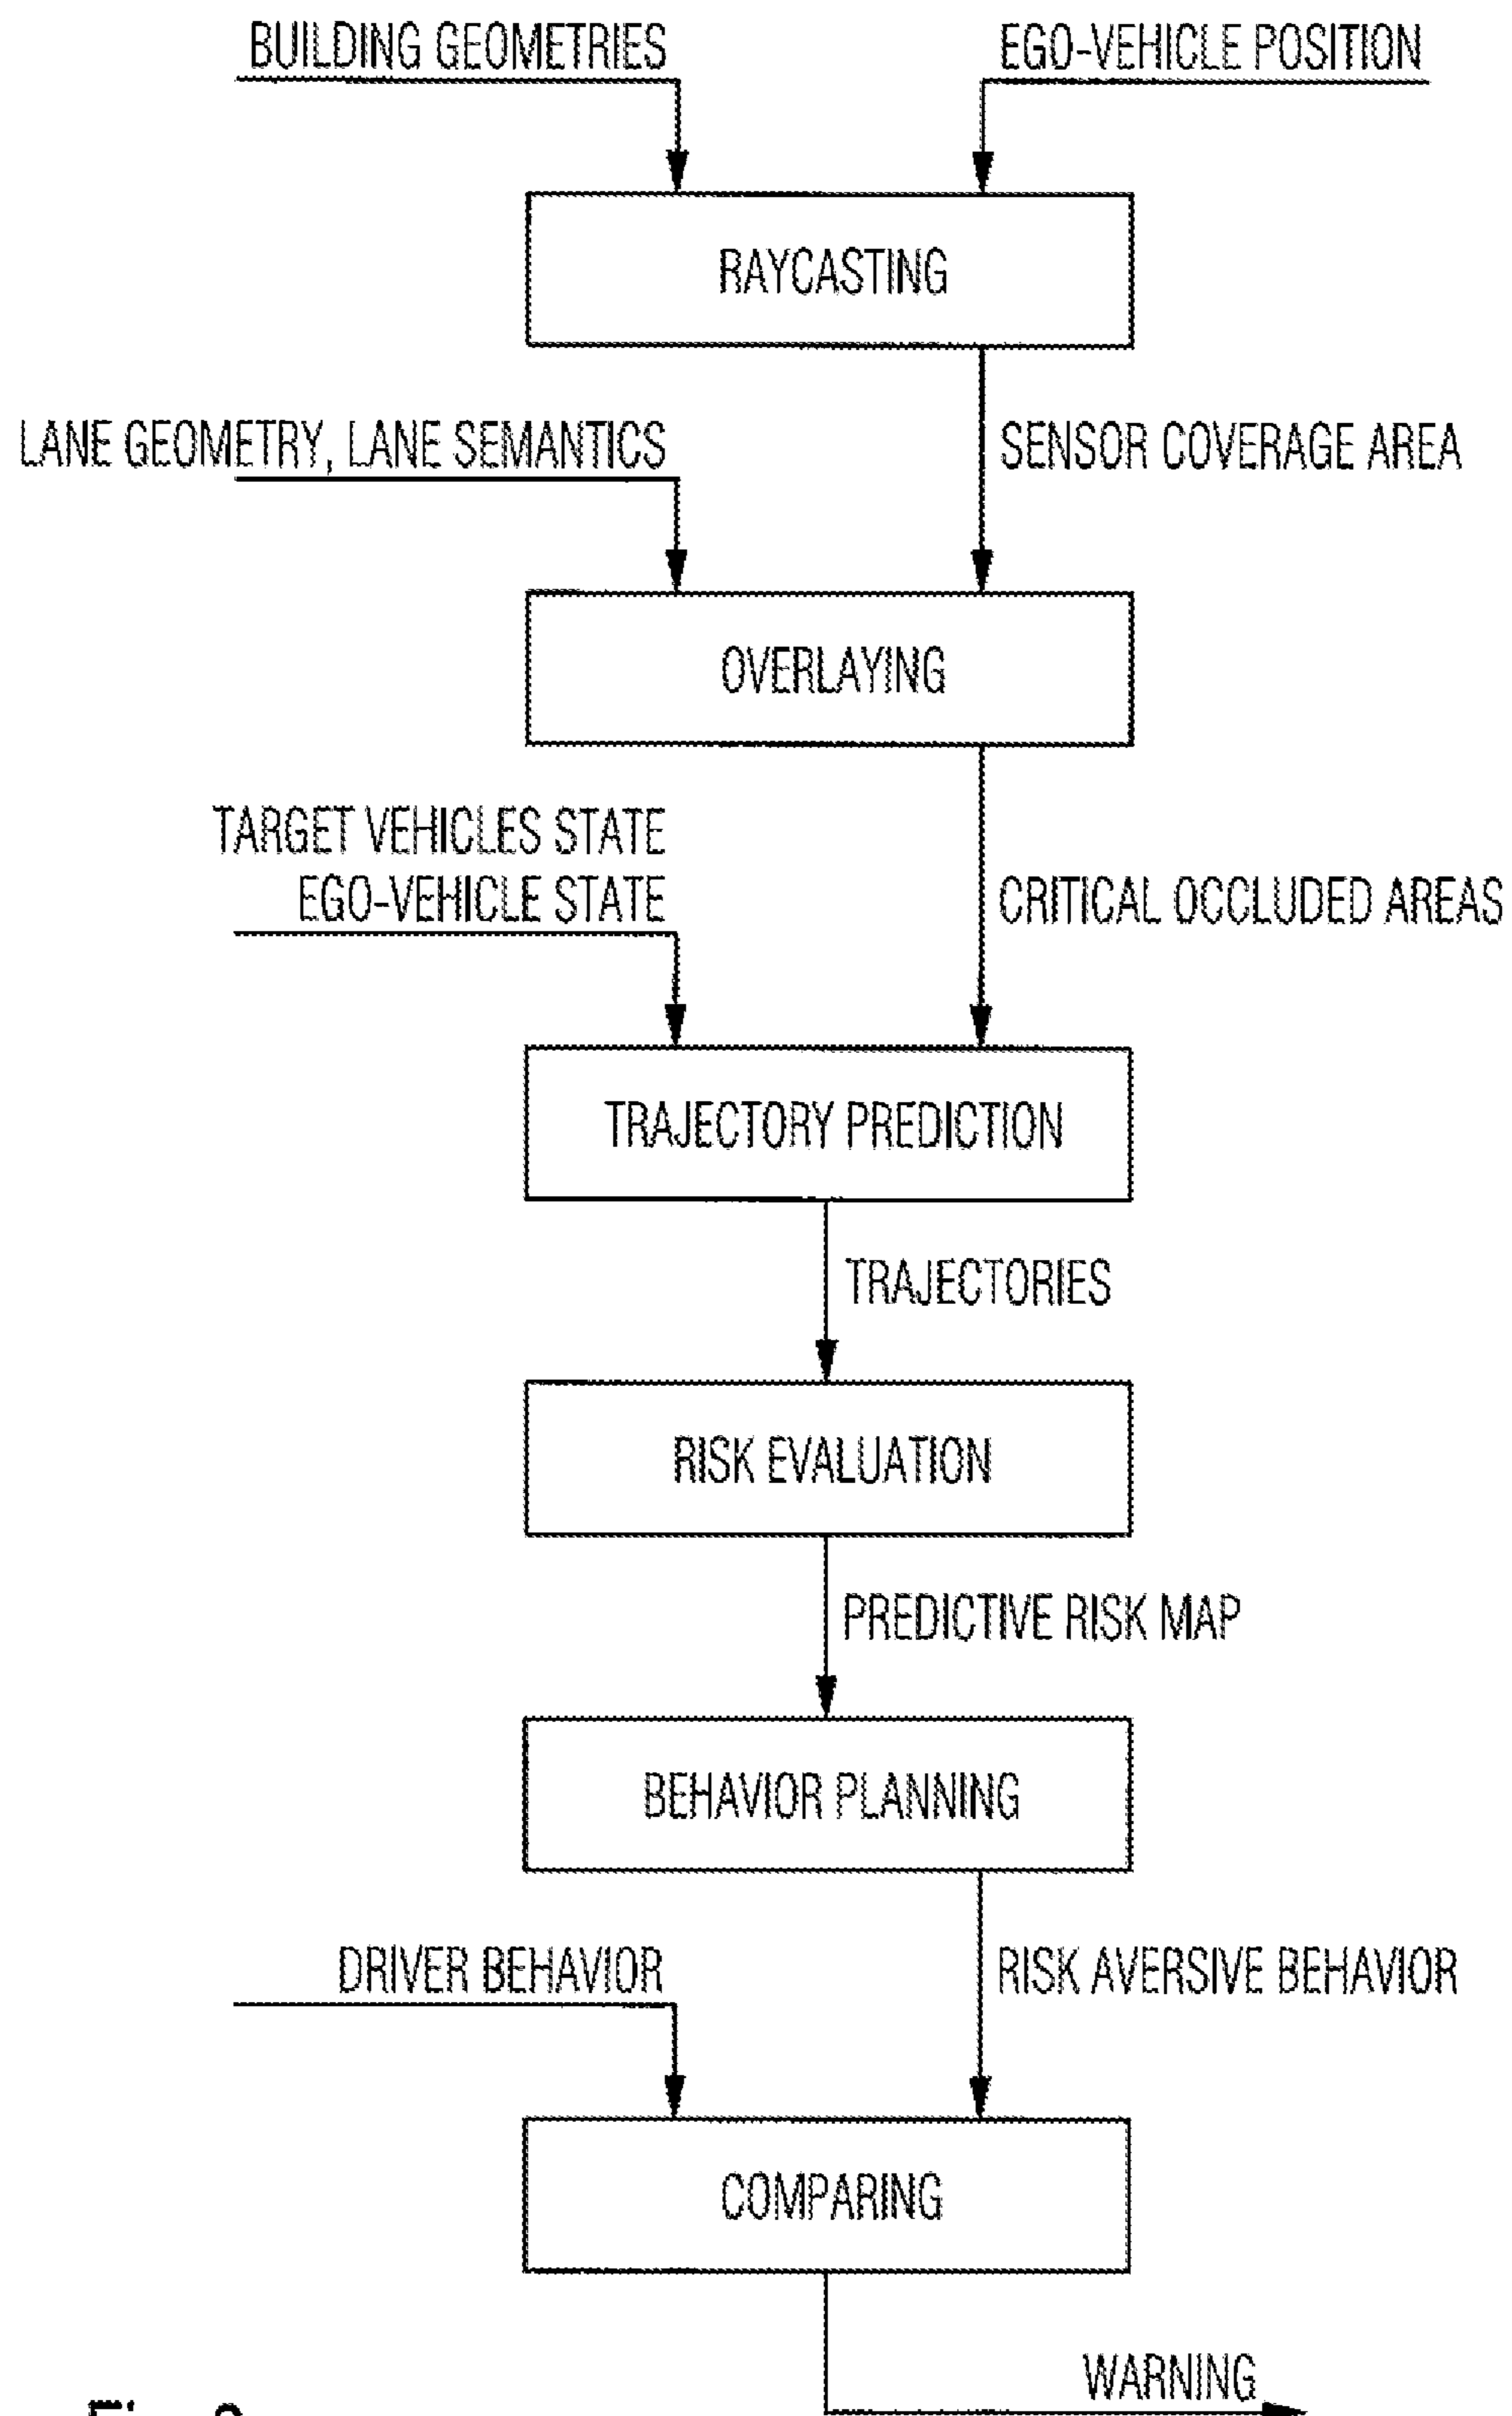 BUILDING GEOMETRIES
EGO-VEHICLE POSITION
RAYCASTING
LANE GEOMETRY, LANE SEMANTICS
SENSOR COVERAGE AREA
OVERLAYING
TARGET VEHICLES STATE
EGO-VEHICLE STATE
CRITICAL OCCLUDED AREAS
TRAJECTORY PREDICTION
TRAJECTORIES
RISK EVALUATION
PREDICTIVE RISK MAP
BEHAVIOR PLANNING
DRIVER BEHAVIOR
RISK AVERSIVE BEHAVIOR
COMPARING
WARNING